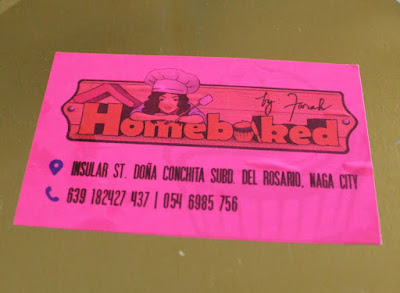 by Farah
Homebaked
INSULAR ST. DOÑA CONCHITA SUBD. DEL ROSARIO, NAGA CITY
639 182427 437 | 054 6985 756